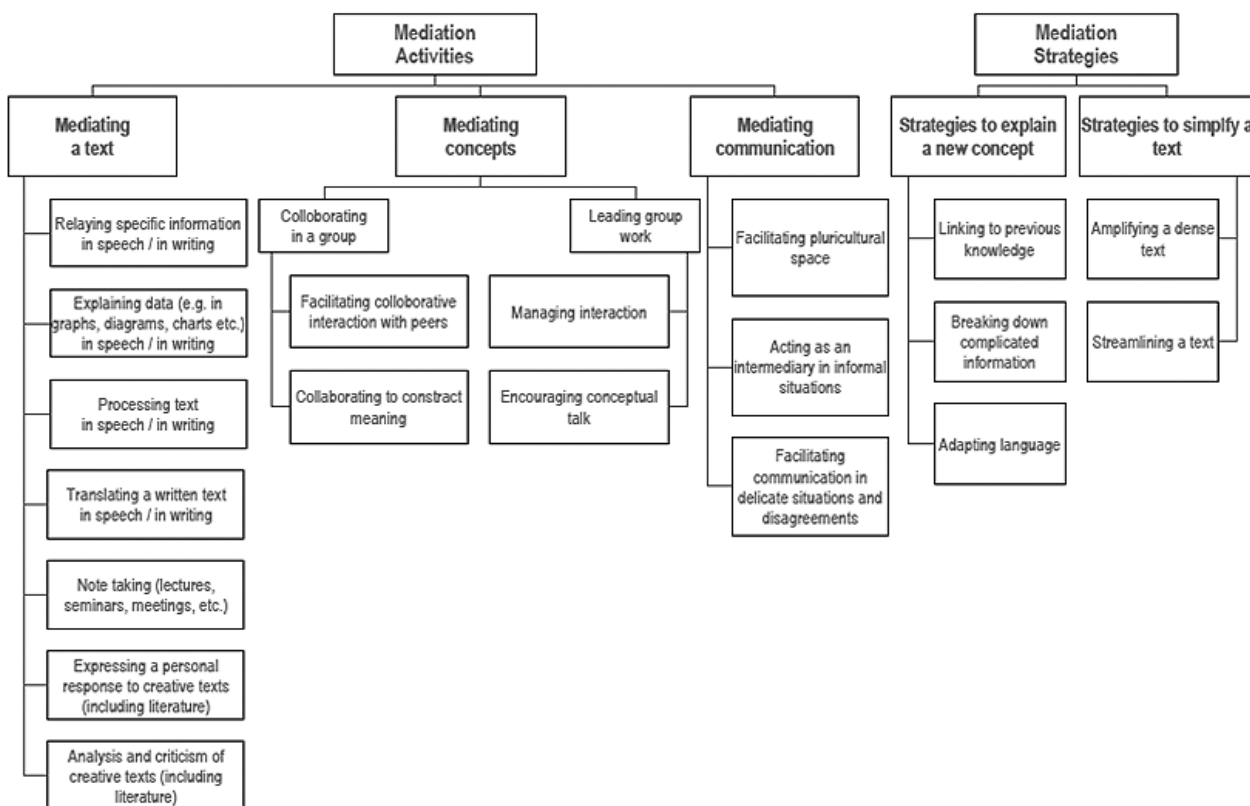 Mediation
Activities
Mediation
Strategies
Mediating
a text
Mediating
concepts
Mediating
communication
Strategies to explain
a new concept
Strategies to simplfy a
text
Relaying specific information
in speech / in writing
Explaining data (e.g. in
graphs, diagrams, charts etc.)
in speech / in writing
Processing text
in speech / in writing
Translating a written text
in speech / in writing
Note taking (lectures,
seminars, meetings, etc.)
Expressing a personal
response to creative texts
(including literature)
Analysis and criticism of
creative texts (including
literature)
Colloborating
in a group
Facilitating colloborative
interaction with peers
Collaborating to constract
meaning
Leading group
work
Managing interaction
Encouraging conceptual
talk
Facilitating pluricultural
space
Acting as an
intermediary in informal
situations
Facilitating
communication in
delicate situations and
disagreements
Linking to previous
knowledge
Breaking down
complicated
information
Adapting language
Amplifying a dense
text
Streamlining a text